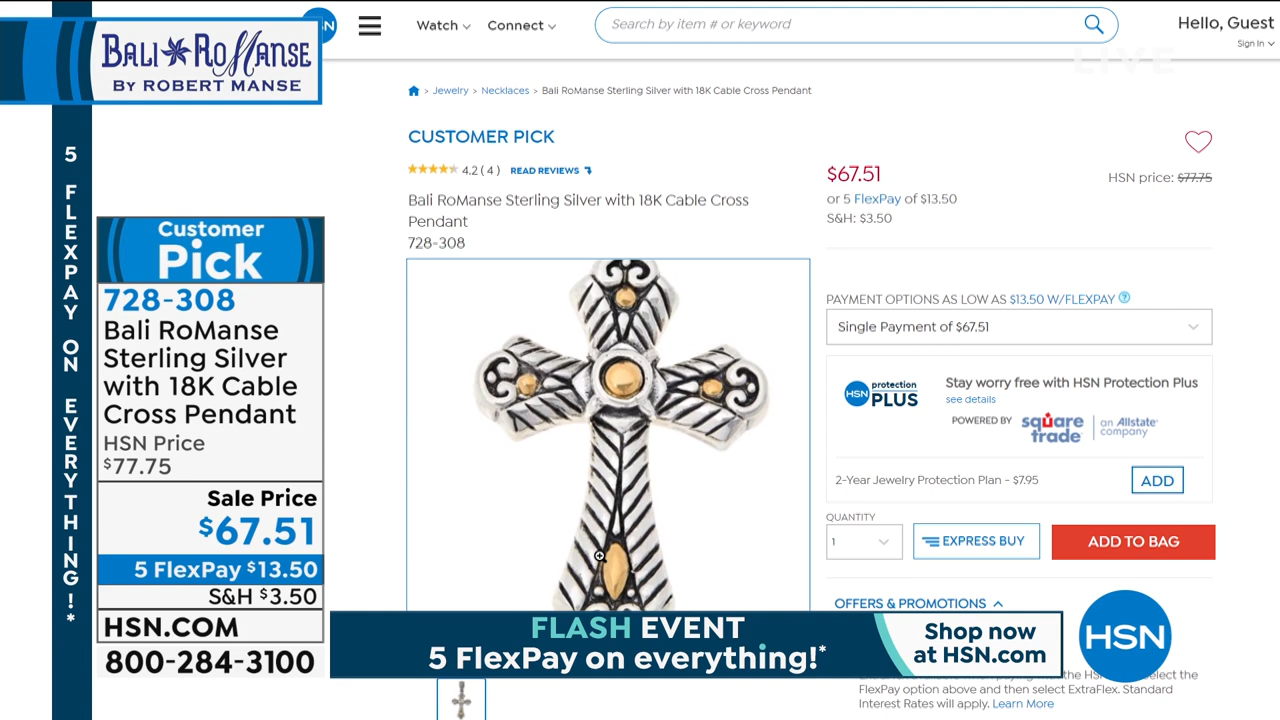 BALI ROMANSE
BY ROBERT MANSE
5 FLEXPAY ON EVERYTHING!*
Customer
Pick
728-308
Bali RoManse
Sterling Silver
with 18K Cable
Cross Pendant
HSN Price
$77.75
Sale Price
$67.51
5 FlexPay $13.50
S&H $3.50
HSN.COM
800-284-3100
Watch
Connect
Search by item # or keyword
Hello, Guest
Sign In
LIVE
> Jewelry > Necklaces > Bali RoManse Sterling Silver with 18K Cable Cross Pendant
CUSTOMER PICK
4.2 ( 4 ) READ REVIEWS
Bali RoManse Sterling Silver with 18K Cable Cross
Pendant
728-308
$67.51
HSN price: $77.75
or 5 FlexPay of $13.50
S&H: $3.50
PAYMENT OPTIONS AS LOW AS $13.50 W/FLEXPAY ?
Single Payment of $67.51
HSN protection PLUS
Stay worry free with HSN Protection Plus
see details
POWERED BY square trade | an Allstate company
2-Year Jewelry Protection Plan - $7.95
ADD
QUANTITY
1
EXPRESS BUY
ADD TO BAG
OFFERS & PROMOTIONS
FLASH EVENT
5 FlexPay on everything!*
Shop now
at HSN.com
HSN
FlexPay option above and then select ExtraFlex. Standard
Interest Rates will apply. Learn More